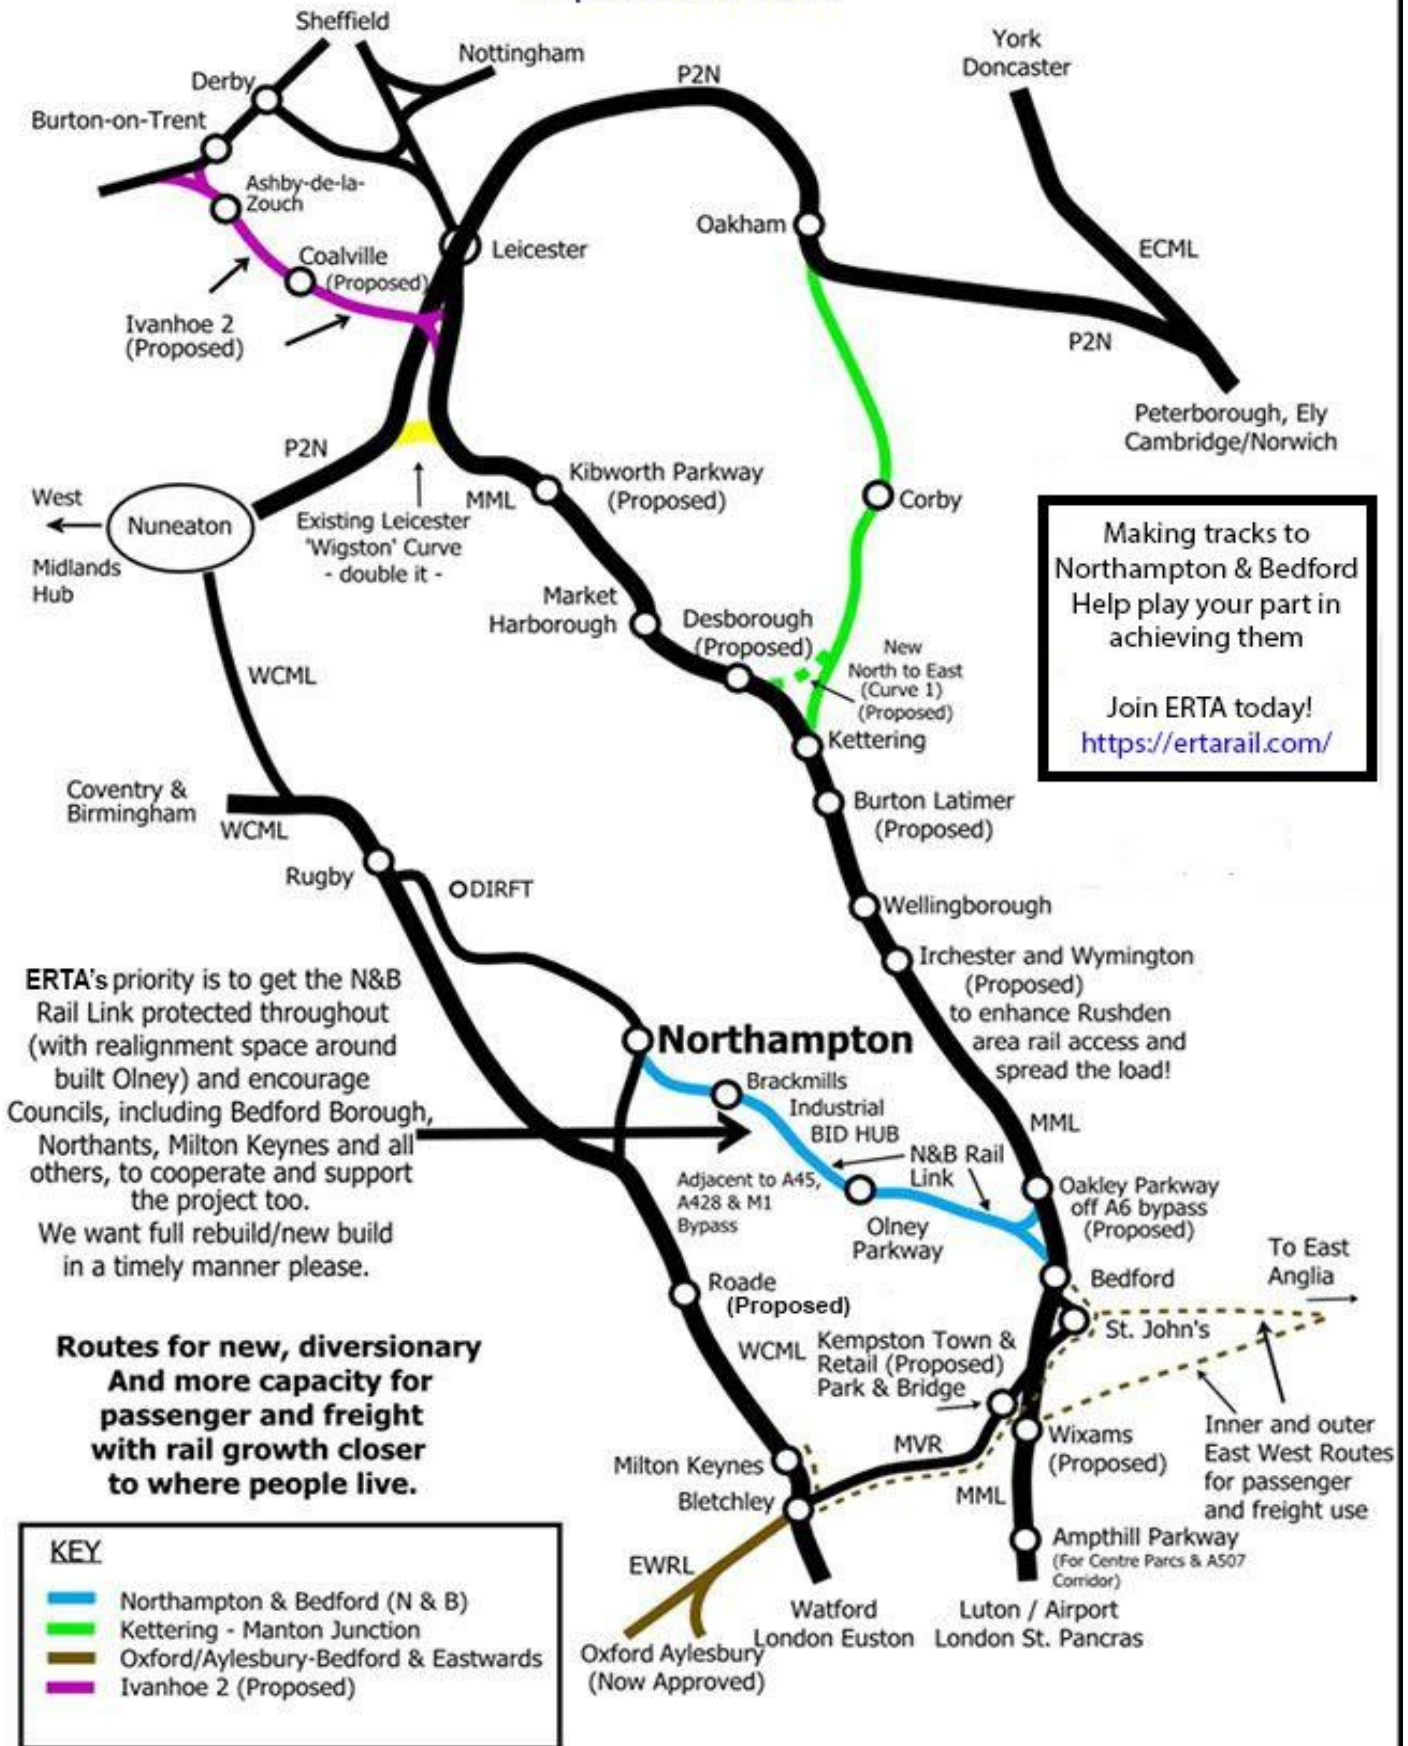 Sheffield
Nottingham
Derby
Burton-on-Trent
Ashby-de-la-
Zouch
Coalville
(Proposed)
Leicester
Ivanhoe 2
(Proposed)
P2N
York
Doncaster
Oakham
ECML
P2N
Peterborough, Ely
Cambridge/Norwich
P2N
West
Nuneaton
Midlands
Hub
Existing Leicester
'Wigston' Curve
- double it -
MML
Kibworth Parkway
(Proposed)
Corby
Market
Harborough
Desborough
(Proposed)
New
North to East
(Curve 1)
(Proposed)
Kettering
Making tracks to
Northampton & Bedford
Help play your part in
achieving them
Join ERTA today!
https://ertarail.com/
WCML
Coventry &
Birmingham
WCML
Rugby
DIRFT
Burton Latimer
(Proposed)
Wellingborough
Irchester and Wymington
(Proposed)
to enhance Rushden
area rail access and
spread the load!
ERTA's priority is to get the N&B
Rail Link protected throughout
(with realignment space around
built Olney) and encourage
Councils, including Bedford Borough,
Northants, Milton Keynes and all
others, to cooperate and support
the project too.
We want full rebuild/new build
in a timely manner please.
Northampton
Brackmills
Industrial
BID HUB
MML
N&B Rail
Link
Adjacent to A45,
A428 & M1
Bypass
Olney
Parkway
Oakley Parkway
off A6 bypass
(Proposed)
To East
Anglia
Bedford
St. John's
Roade
(Proposed)
WCML
Kempston Town &
Retail (Proposed)
Park & Bridge
Routes for new, diversionary
And more capacity for
passenger and freight
with rail growth closer
to where people live.
Inner and outer
East West Routes
for passenger
and freight use
Wixams
(Proposed)
MVR
Milton Keynes
Bletchley
MML
Ampthill Parkway
(For Centre Parcs & A507
Corridor)
EWRL
Watford
London Euston
Luton / Airport
London St. Pancras
Oxford Aylesbury
(Now Approved)
KEY
Northampton & Bedford (N & B)
Kettering - Manton Junction
Oxford/Aylesbury-Bedford & Eastwards
Ivanhoe 2 (Proposed)